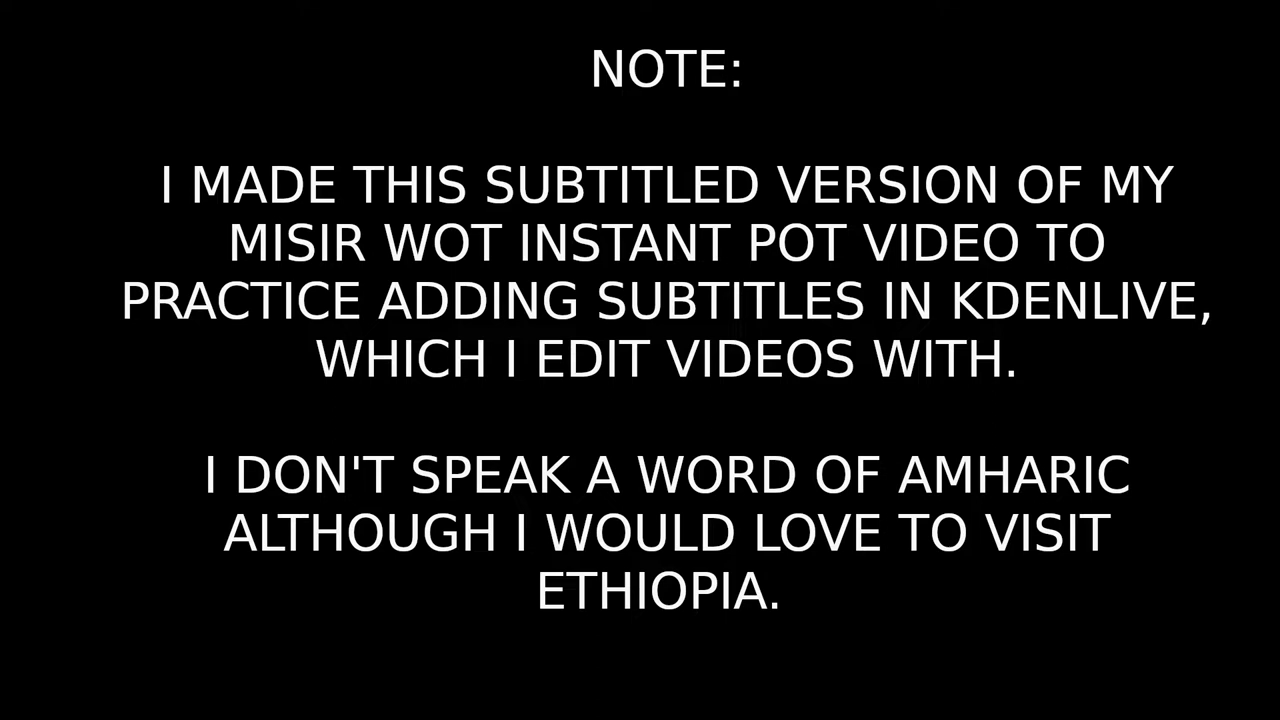 NOTE:
I MADE THIS SUBTITLED VERSION OF MY
MISIR WOT INSTANT POT VIDEO TO
PRACTICE ADDING SUBTITLES IN KDENLIVE,
WHICH I EDIT VIDEOS WITH.
I DON'T SPEAK A WORD OF AMHARIC
ALTHOUGH I WOULD LOVE TO VISIT
ETHIOPIA.